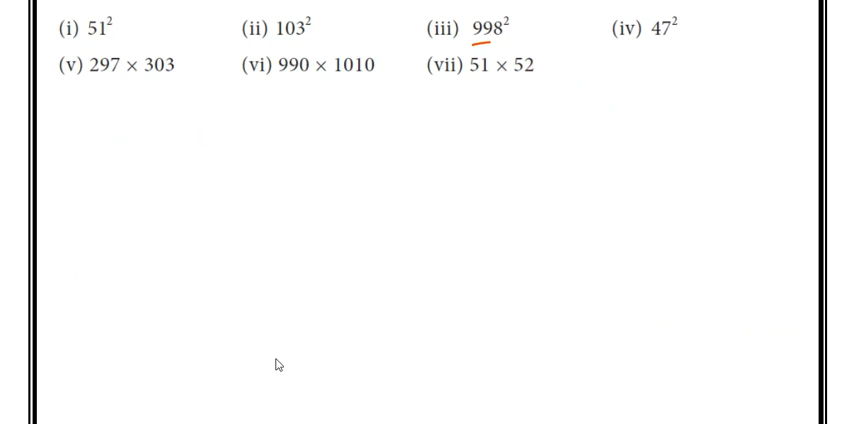 (i) 51² (ii) 103² (iii) 998² (iv) 47²
(v) 297 × 303 (vi) 990 × 1010 (vii) 51 × 52